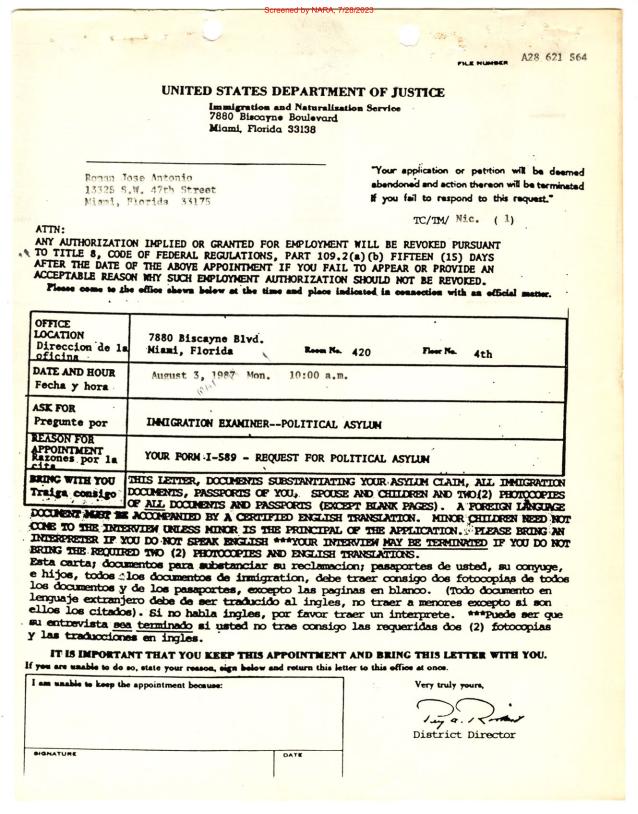 Screened by NARA, 7/28/2023
FILE NUMBER A28 621 564
UNITED STATES DEPARTMENT OF JUSTICE
Immigration and Naturalization Service
7880 Biscayne Boulevard
Miami, Florida 33138
Roman Jose Antonio
13325 S.W. 47th Street
Miami, Florida 33175
"Your application or petition will be deemed
abandoned and action thereon will be terminated
if you fail to respond to this request."
TC/TM/ Nic. ( 1)
ATTN:
ANY AUTHORIZATION IMPLIED OR GRANTED FOR EMPLOYMENT WILL BE REVOKED PURSUANT
TO TITLE 8, CODE OF FEDERAL REGULATIONS, PART 109.2(a)(b) FIFTEEN (15) DAYS
AFTER THE DATE OF THE ABOVE APPOINTMENT IF YOU FAIL TO APPEAR OR PROVIDE AN
ACCEPTABLE REASON WHY SUCH EMPLOYMENT AUTHORIZATION SHOULD NOT BE REVOKED.
Please come to the office shown below at the time and place indicated in connection with an official matter.
OFFICE
LOCATION
Direccion de la
oficina
7880 Biscayne Blvd.
Miami, Florida Room No. 420 Floor No. 4th
DATE AND HOUR
Fecha y hora
August 3, 1987 Mon. 10:00 a.m.
ASK FOR
Pregunte por
IMMIGRATION EXAMINER--POLITICAL ASYLUM
REASON FOR
APPOINTMENT
Razones por la
cita
YOUR FORM I-589 - REQUEST FOR POLITICAL ASYLUM
BRING WITH YOU
Traiga consigo
THIS LETTER, DOCUMENTS SUBSTANTIATING YOUR ASYLUM CLAIM, ALL IMMIGRATION
DOCUMENTS, PASSPORTS OF YOU, SPOUSE AND CHILDREN AND TWO(2) PHOTOCOPIES
OF ALL DOCUMENTS AND PASSPORTS (EXCEPT BLANK PAGES). A FOREIGN LANGUAGE
DOCUMENT MUST BE ACCOMPANIED BY A CERTIFIED ENGLISH TRANSLATION. MINOR CHILDREN NEED NOT
COME TO THE INTERVIEW UNLESS MINOR IS THE PRINCIPAL OF THE APPLICATION. PLEASE BRING AN
INTERPRETER IF YOU DO NOT SPEAK ENGLISH ***YOUR INTERVIEW MAY BE TERMINATED IF YOU DO NOT
BRING THE REQUIRED TWO (2) PHOTOCOPIES AND ENGLISH TRANSLATIONS.
Esta carta; documentos para substanciar su reclamacion; pasaportes de usted, su conyuge,
e hijos, todos los documentos de inmigration, debe traer consigo dos fotocopias de todos
los documentos y de los pasaportes, excepto las paginas en blanco. (Todo documento en
lenguaje extranjero debe de ser traducido al ingles, no traer a menores excepto si son
ellos los citados). Si no habla ingles, por favor traer un interprete. ***Puede ser que
su entrevista sea terminado si usted no trae consigo las requeridas dos (2) fotocopias
y las traducciones en ingles.
IT IS IMPORTANT THAT YOU KEEP THIS APPOINTMENT AND BRING THIS LETTER WITH YOU.
If you are unable to do so, state your reason, sign below and return this letter to this office at once.
I am unable to keep the appointment because:
Very truly yours,
District Director
SIGNATURE
DATE